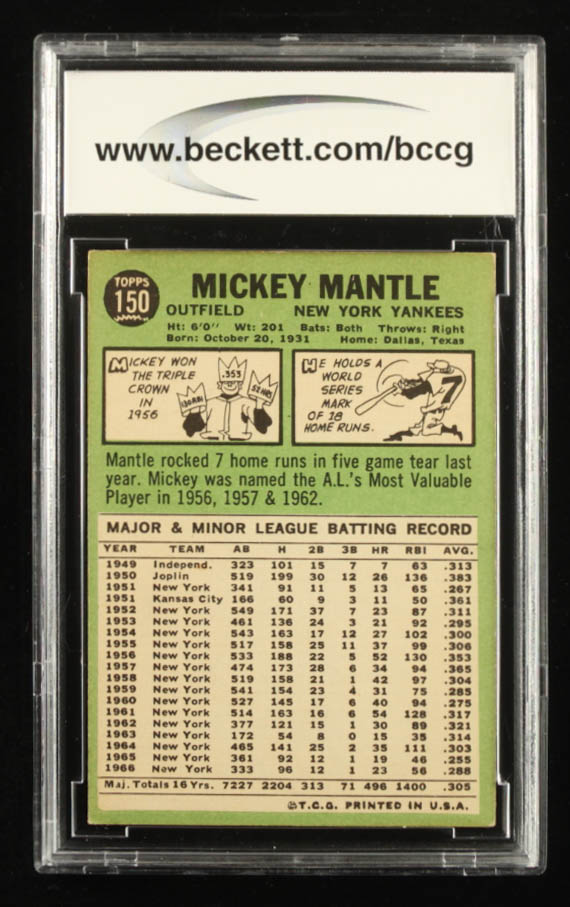 www.beckett.com/bccg
TOPPS
150
MICKEY MANTLE
OUTFIELD NEW YORK YANKEES
Ht: 6'0" Wt: 201 Bats: Both Throws: Right
Born: October 20, 1931 Home: Dallas, Texas
MICKEY WON
THE TRIPLE
CROWN
IN
1956
130 RBI
.353
52 HRS
HE HOLDS A
WORLD
SERIES
MARK
OF 18
HOME RUNS.
7
Mantle rocked 7 home runs in five game tear last
year. Mickey was named the A.L.'s Most Valuable
Player in 1956, 1957 & 1962.
MAJOR & MINOR LEAGUE BATTING RECORD
YEAR TEAM AB H 2B 3B HR RBI AVG.
1949 Independ. 323 101 15 7 7 63 .313
1950 Joplin 519 199 30 12 26 136 .383
1951 New York 341 91 11 5 13 65 .267
1951 Kansas City 166 60 9 3 11 50 .361
1952 New York 549 171 37 7 23 87 .311
1953 New York 461 136 24 3 21 92 .295
1954 New York 543 163 17 12 27 102 .300
1955 New York 517 158 25 11 37 99 .306
1956 New York 533 188 22 5 52 130 .353
1957 New York 474 173 28 6 34 94 .365
1958 New York 519 158 21 1 42 97 .304
1959 New York 541 154 23 4 31 75 .285
1960 New York 527 145 17 6 40 94 .275
1961 New York 514 163 16 6 54 128 .317
1962 New York 377 121 15 1 30 89 .321
1963 New York 172 54 8 0 15 35 .314
1964 New York 465 141 25 2 35 111 .303
1965 New York 361 92 12 1 19 46 .255
1966 New York 333 96 12 1 23 56 .288
Maj. Totals 16 Yrs. 7227 2204 313 71 496 1400 .305
©T.C.G. PRINTED IN U.S.A.